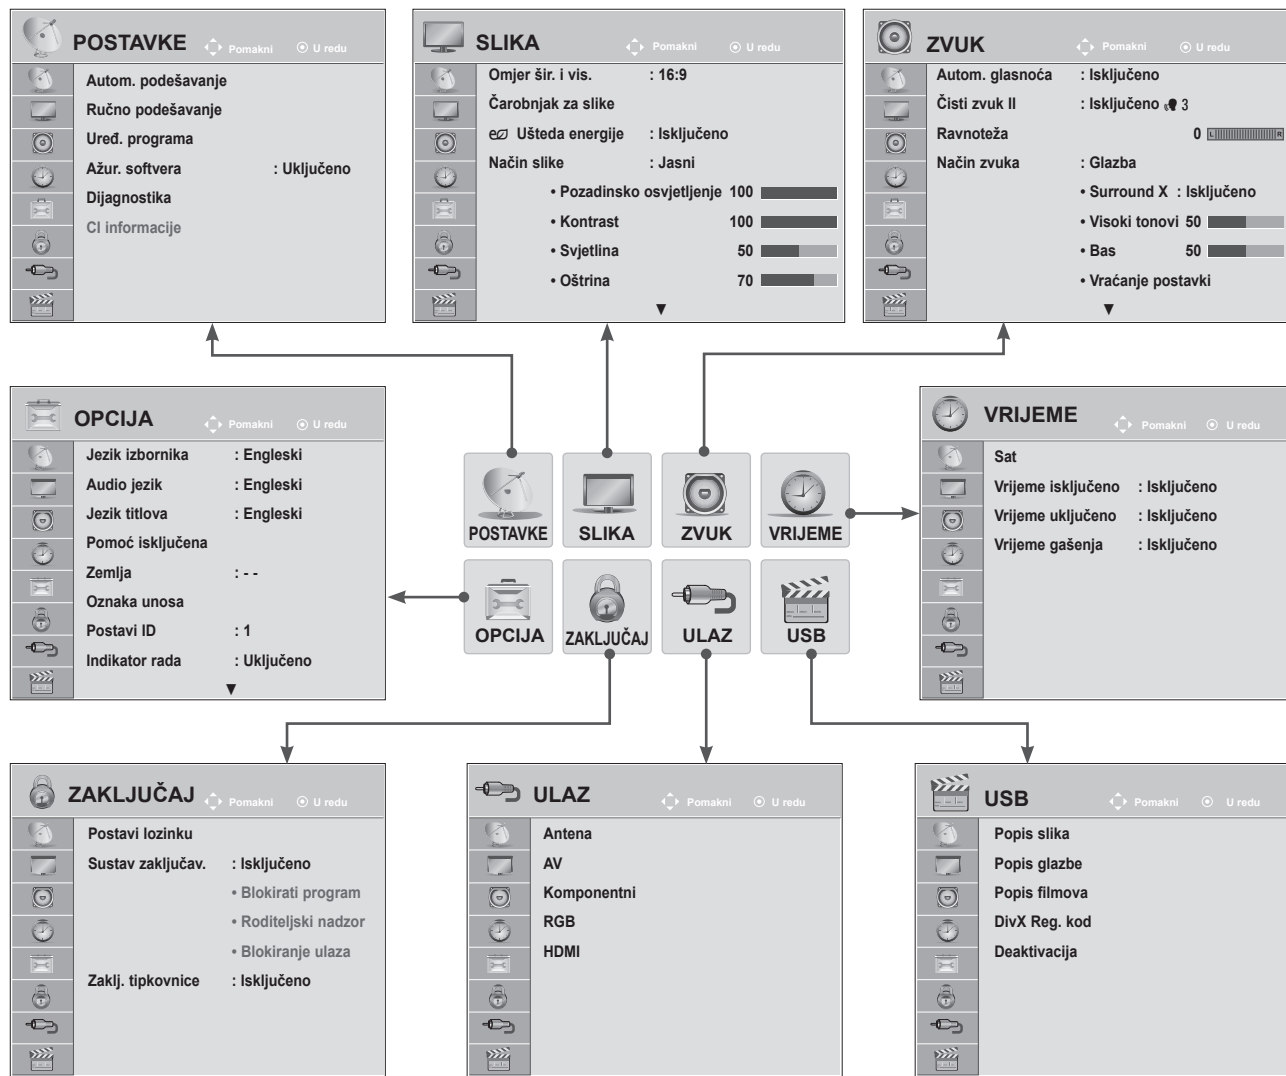 POSTAVKE Pomakni U redu
Autom. podešavanje
Ručno podešavanje
Uređ. programa
Ažur. softvera : Uključeno
Dijagnostika
CI informacije
SLIKA Pomakni U redu
Omjer šir. i vis. : 16:9
Čarobnjak za slike
Ušteda energije : Isključeno
Način slike : Jasni
• Pozadinsko osvjetljenje 100
• Kontrast 100
• Svjetlina 50
• Oštrina 70
▼
ZVUK Pomakni U redu
Autom. glasnoća : Isključeno
Čisti zvuk II : Isključeno 3
Ravnoteža 0 L R
Način zvuka : Glazba
• Surround X : Isključeno
• Visoki tonovi 50
• Bas 50
• Vraćanje postavki
▼
OPCIJA Pomakni U redu
Jezik izbornika : Engleski
Audio jezik : Engleski
Jezik titlova : Engleski
Pomoć isključena
Zemlja : - -
Oznaka unosa
Postavi ID : 1
Indikator rada : Uključeno
▼
POSTAVKE SLIKA ZVUK VRIJEME
OPCIJA ZAKLJUČAJ ULAZ USB
VRIJEME Pomakni U redu
Sat
Vrijeme isključeno : Isključeno
Vrijeme uključeno : Isključeno
Vrijeme gašenja : Isključeno
ZAKLJUČAJ Pomakni U redu
Postavi lozinku
Sustav zaključav. : Isključeno
• Blokirati program
• Roditeljski nadzor
• Blokiranje ulaza
Zaklj. tipkovnice : Isključeno
ULAZ Pomakni U redu
Antena
AV
Komponentni
RGB
HDMI
USB Pomakni U redu
Popis slika
Popis glazbe
Popis filmova
DivX Reg. kod
Deaktivacija